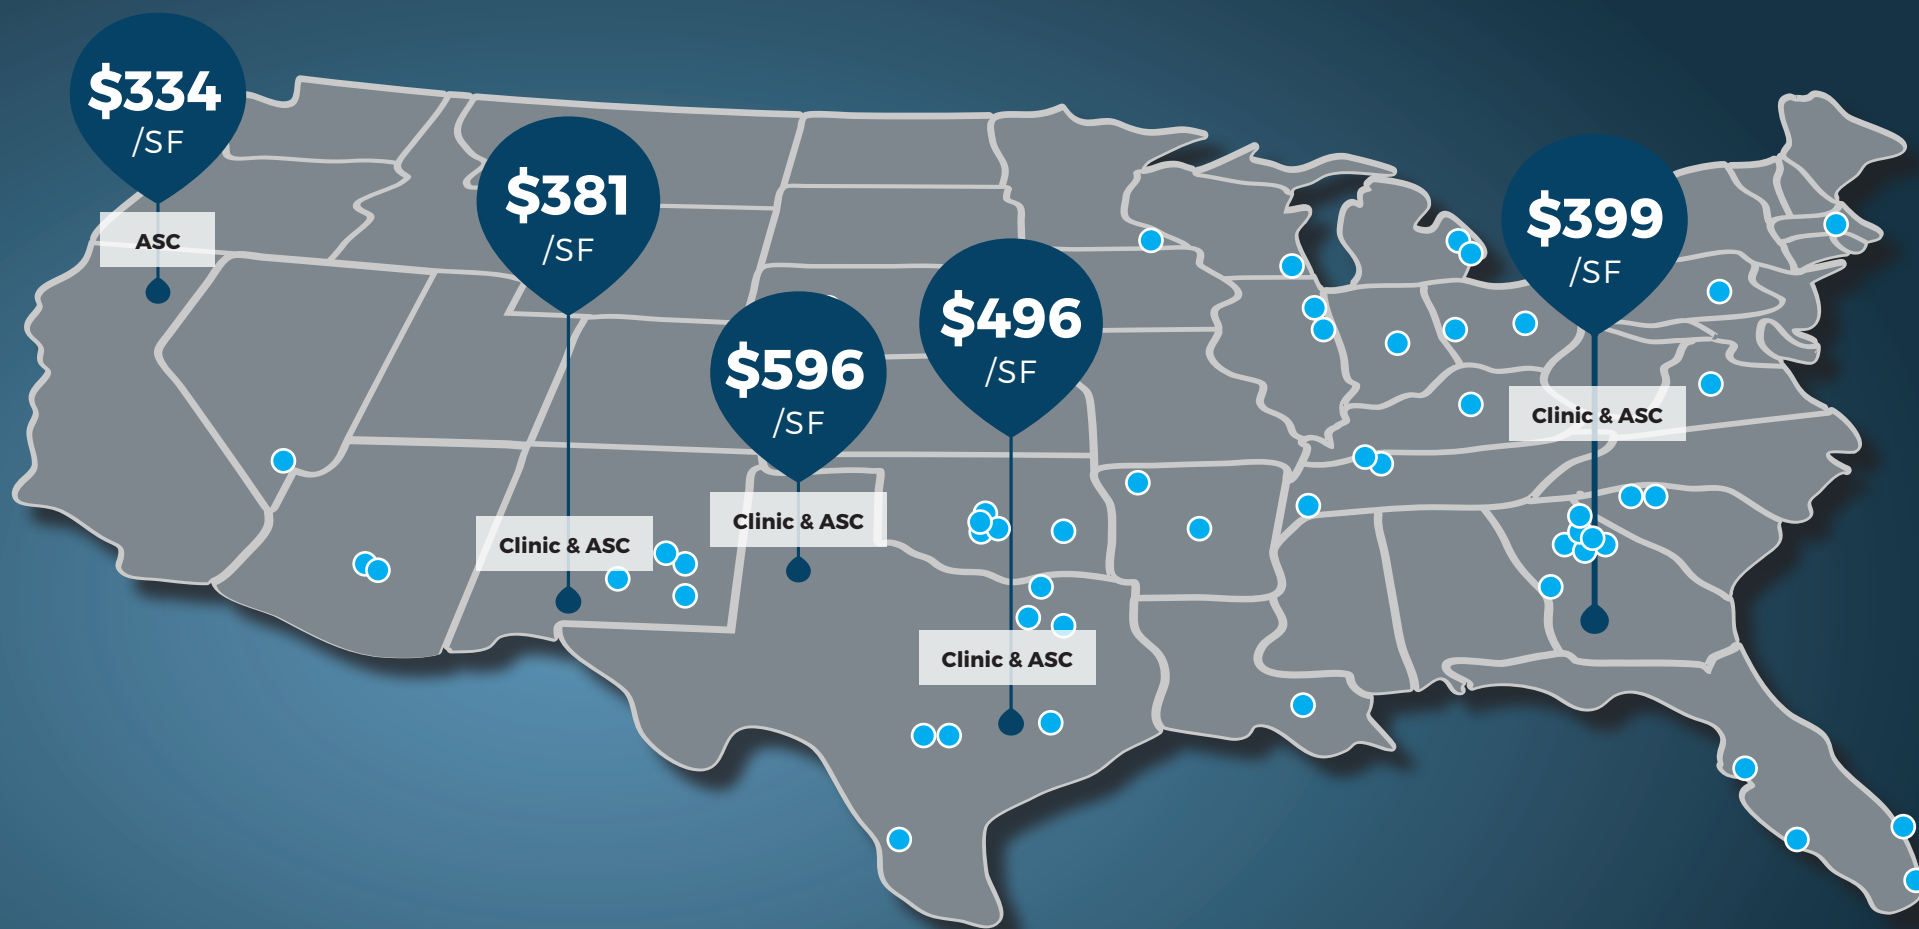 $334
/SF
ASC
$381
/SF
Clinic & ASC
$596
/SF
Clinic & ASC
$496
/SF
Clinic & ASC
$399
/SF
Clinic & ASC